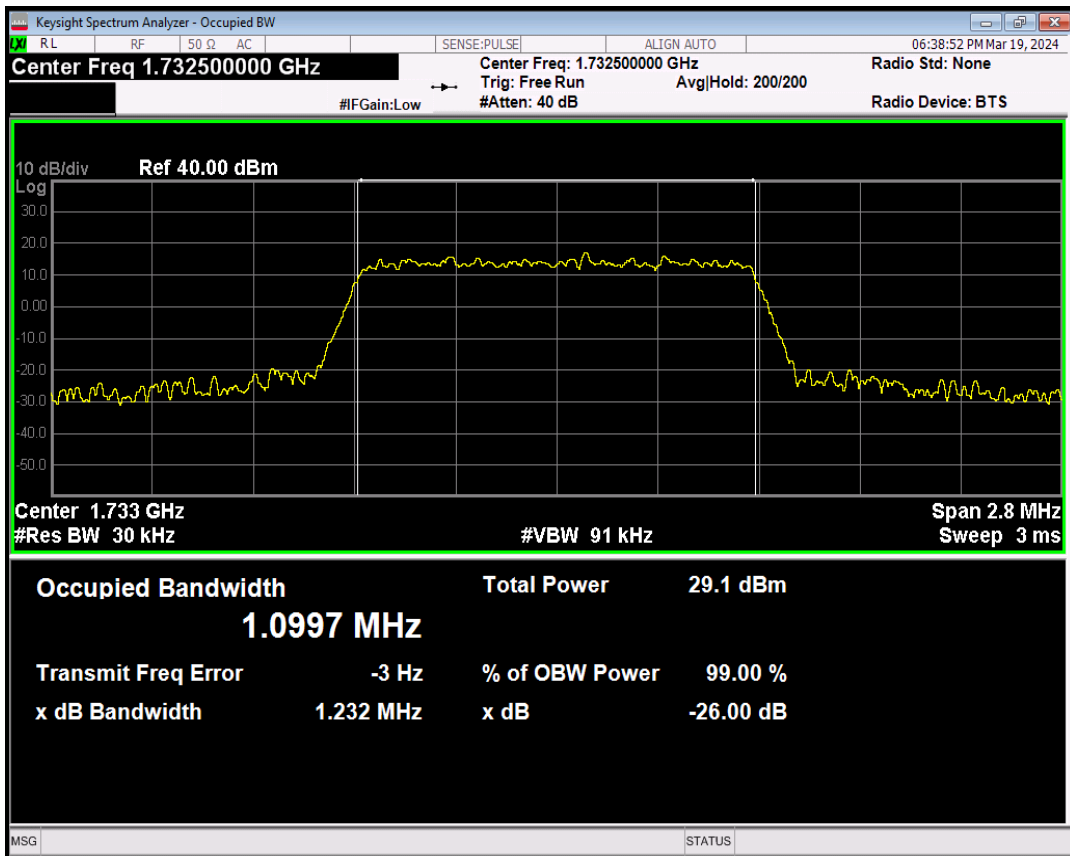 Keysight Spectrum Analyzer - Occupied BW
LXI RL RF 50 Ω AC SENSE:PULSE ALIGN AUTO 06:38:52 PM Mar 19, 2024
Center Freq 1.732500000 GHz
Center Freq: 1.732500000 GHz
Radio Std: None
Trig: Free Run Avg|Hold: 200/200
#IFGain:Low #Atten: 40 dB Radio Device: BTS
10 dB/div Ref 40.00 dBm
Log
30.0
20.0
10.0
0.00
-10.0
-20.0
-30.0
-40.0
-50.0
Center 1.733 GHz Span 2.8 MHz
#Res BW 30 kHz #VBW 91 kHz Sweep 3 ms
Occupied Bandwidth Total Power 29.1 dBm
1.0997 MHz
Transmit Freq Error -3 Hz % of OBW Power 99.00 %
x dB Bandwidth 1.232 MHz x dB -26.00 dB
MSG STATUS